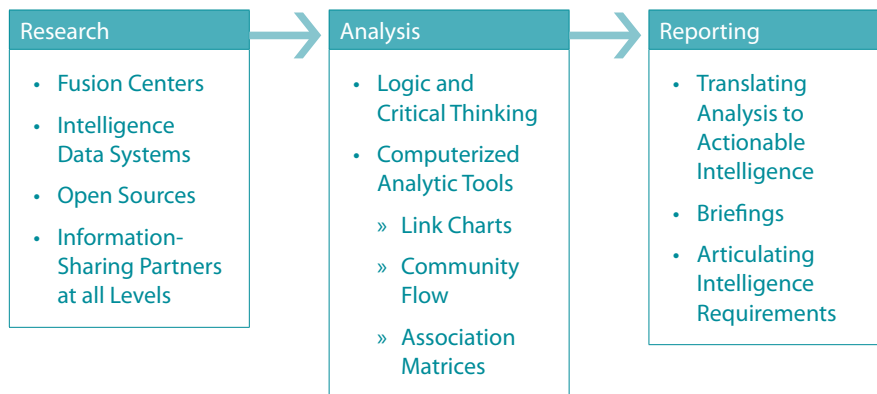 Research
• Fusion Centers
• Intelligence
Data Systems
• Open Sources
• Information-
Sharing Partners
at all Levels
Analysis
• Logic and
Critical Thinking
• Computerized
Analytic Tools
» Link Charts
» Community
Flow
» Association
Matrices
Reporting
• Translating
Analysis to
Actionable
Intelligence
• Briefings
• Articulating
Intelligence
Requirements